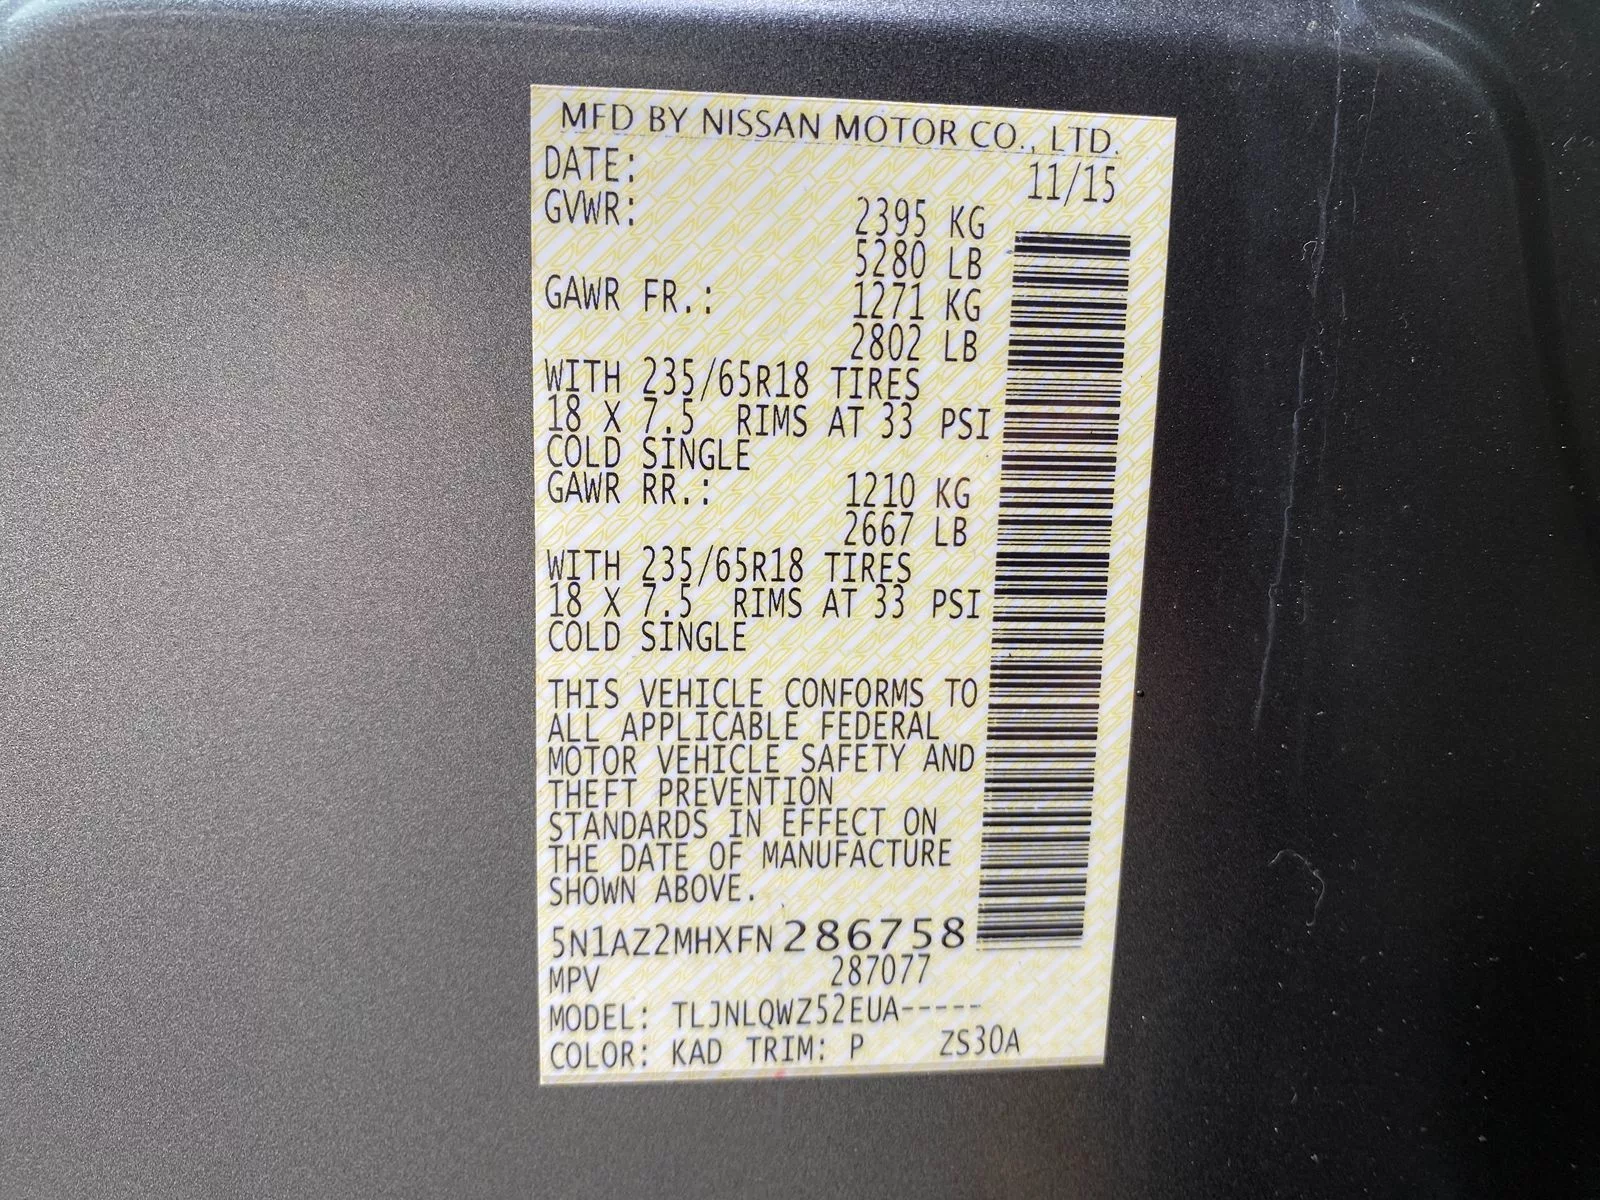 MFD BY NISSAN MOTOR CO., LTD.
DATE: 11/15
GVWR: 2395 KG
5280 LB
GAWR FR.: 1271 KG
2802 LB
WITH 235/65R18 TIRES
18 X 7.5 RIMS AT 33 PSI
COLD SINGLE
GAWR RR.: 1210 KG
2667 LB
WITH 235/65R18 TIRES
18 X 7.5 RIMS AT 33 PSI
COLD SINGLE
THIS VEHICLE CONFORMS TO
ALL APPLICABLE FEDERAL
MOTOR VEHICLE SAFETY AND
THEFT PREVENTION
STANDARDS IN EFFECT ON
THE DATE OF MANUFACTURE
SHOWN ABOVE.
5N1AZ2MHXFN286758
MPV 287077
MODEL: TLJNLQWZ52EUA-----
COLOR: KAD TRIM: P ZS30A